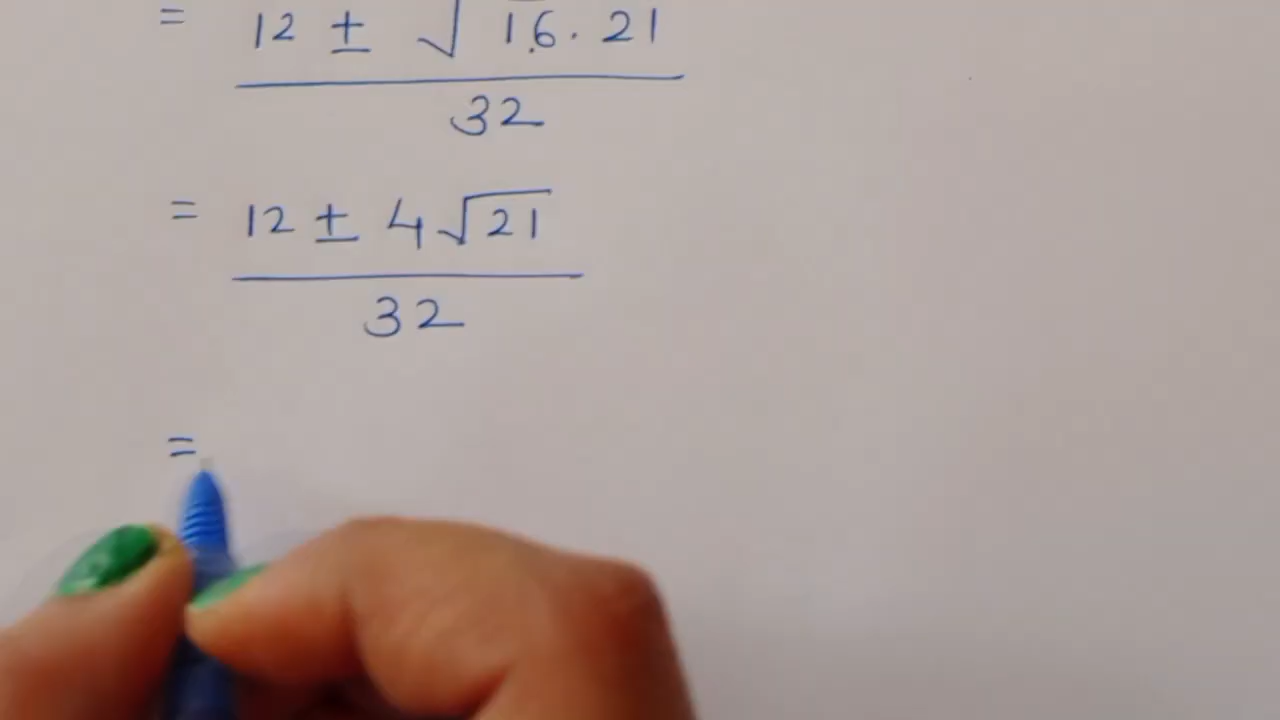 = 12 ± √16.21
32
= 12 ± 4√21
32
=